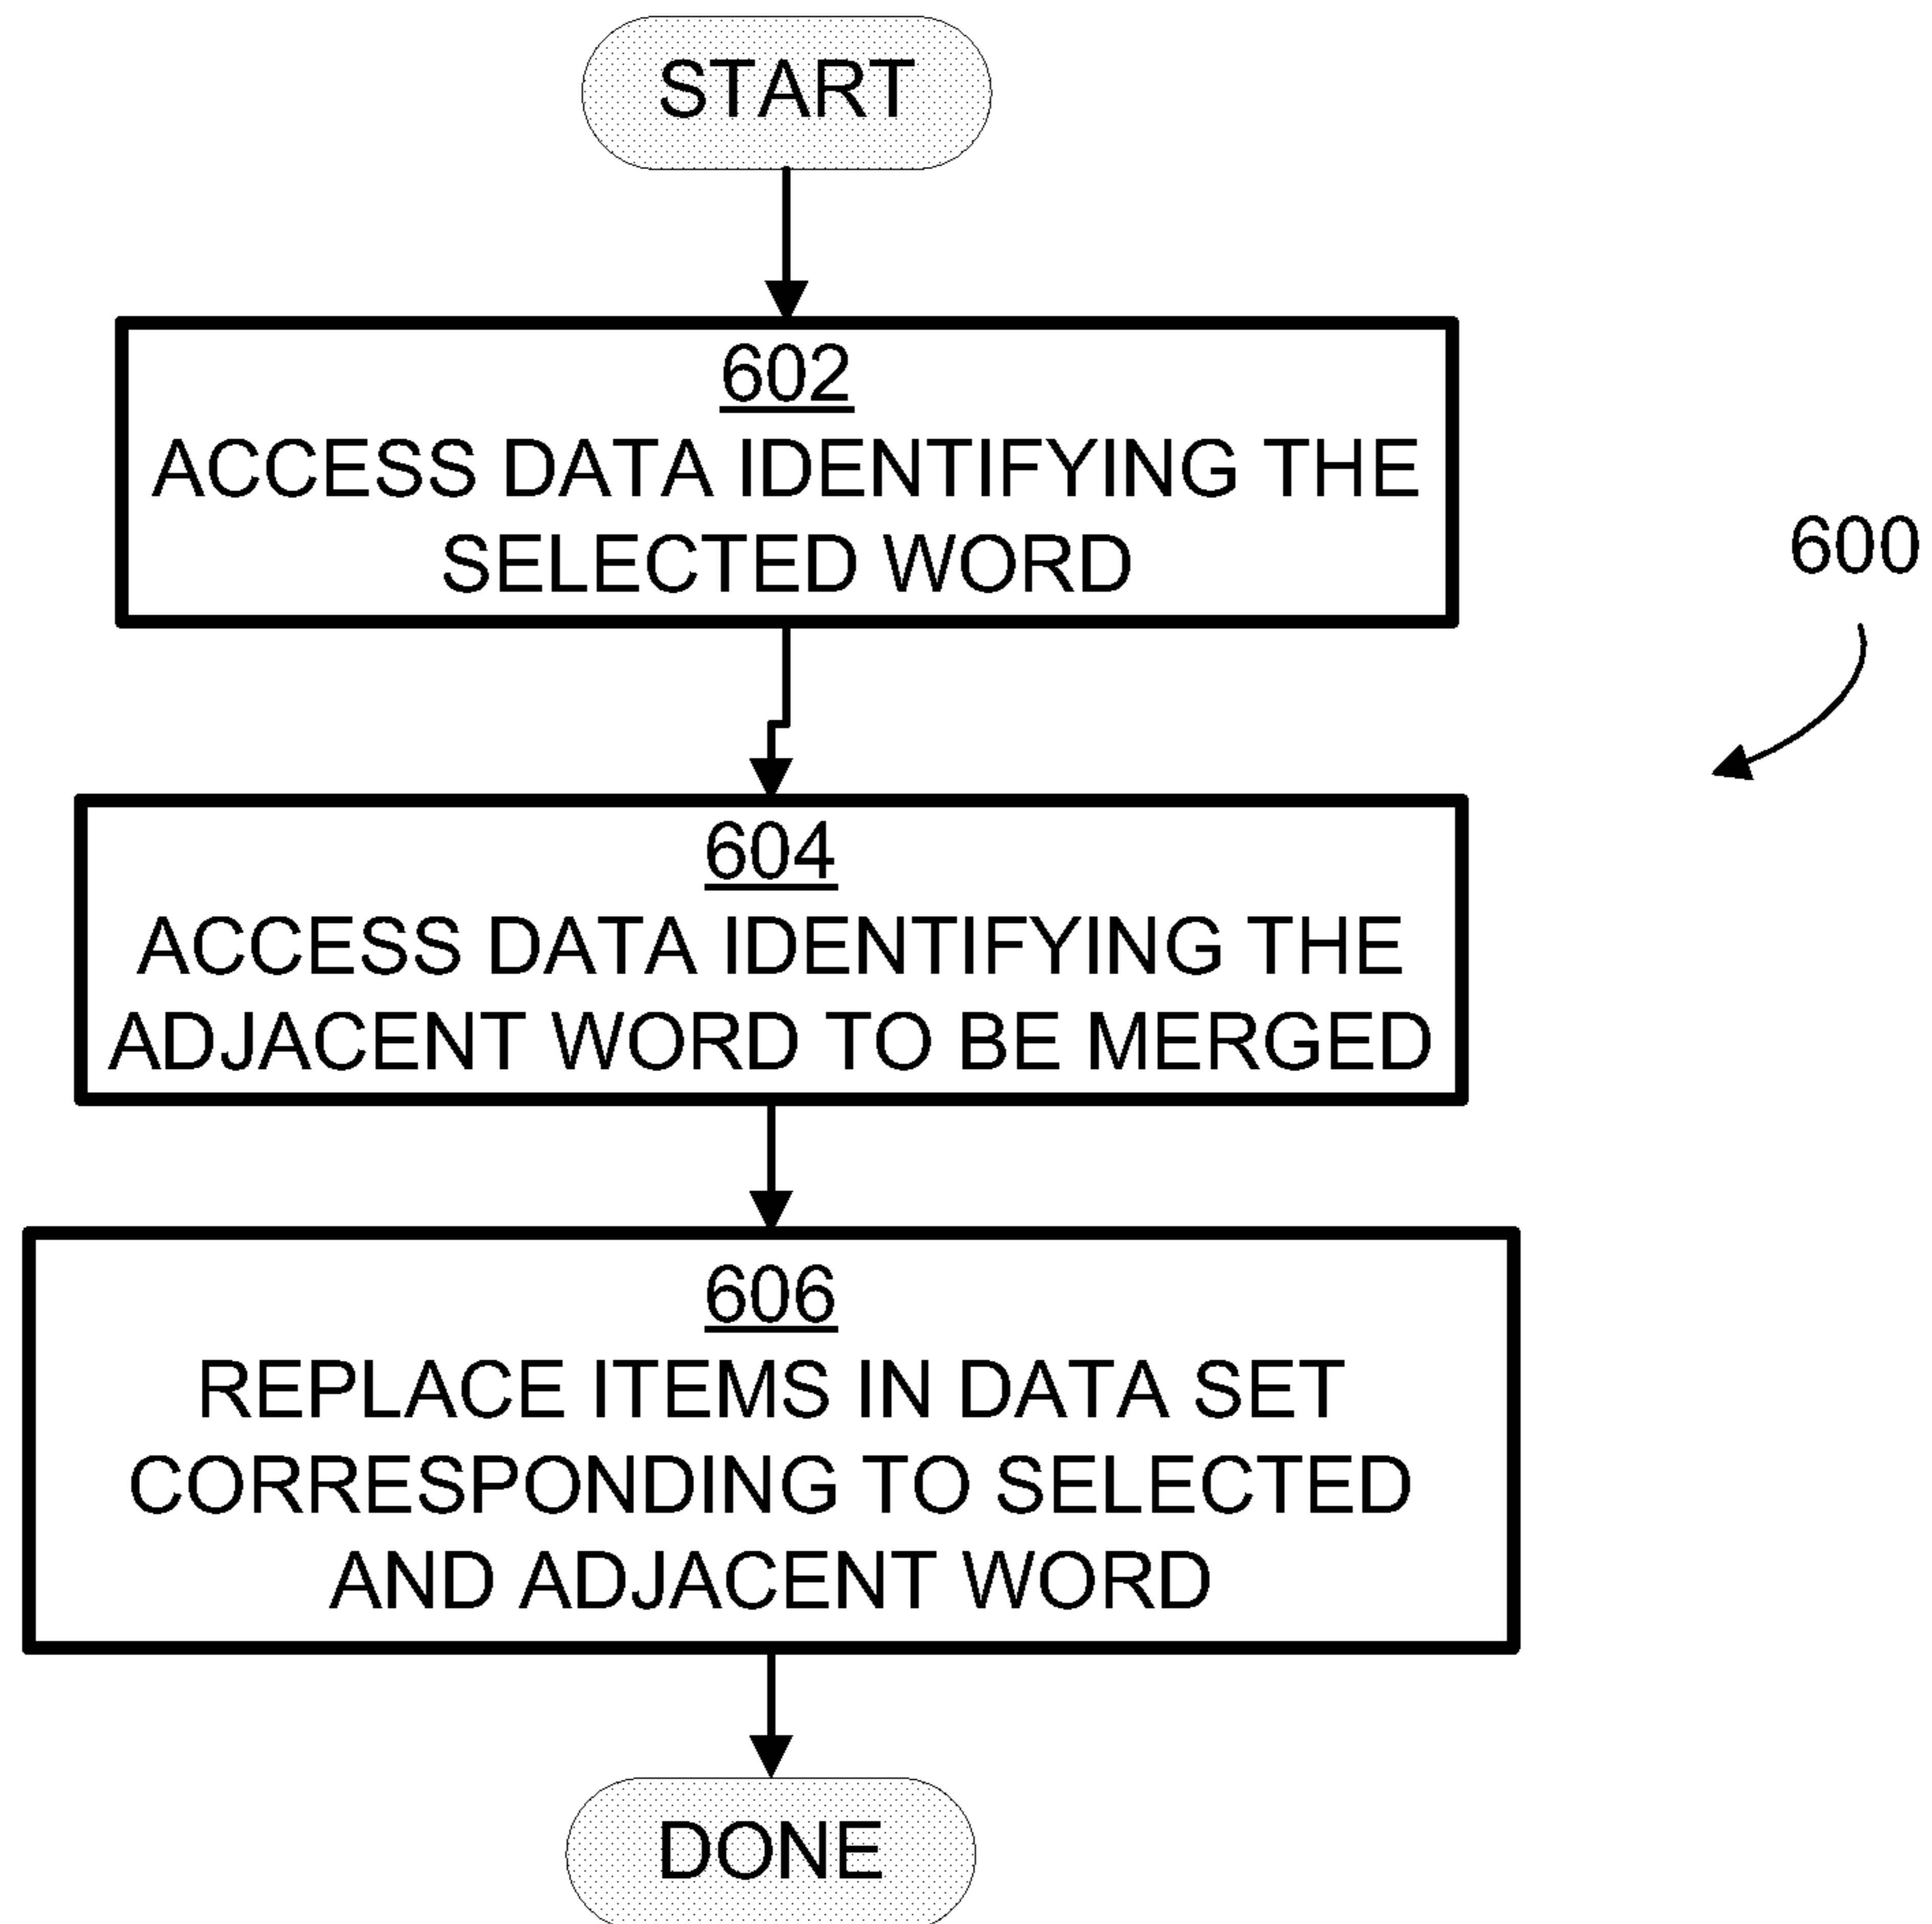 START
602
ACCESS DATA IDENTIFYING THE
SELECTED WORD
600
604
ACCESS DATA IDENTIFYING THE
ADJACENT WORD TO BE MERGED
606
REPLACE ITEMS IN DATA SET
CORRESPONDING TO SELECTED
AND ADJACENT WORD
DONE